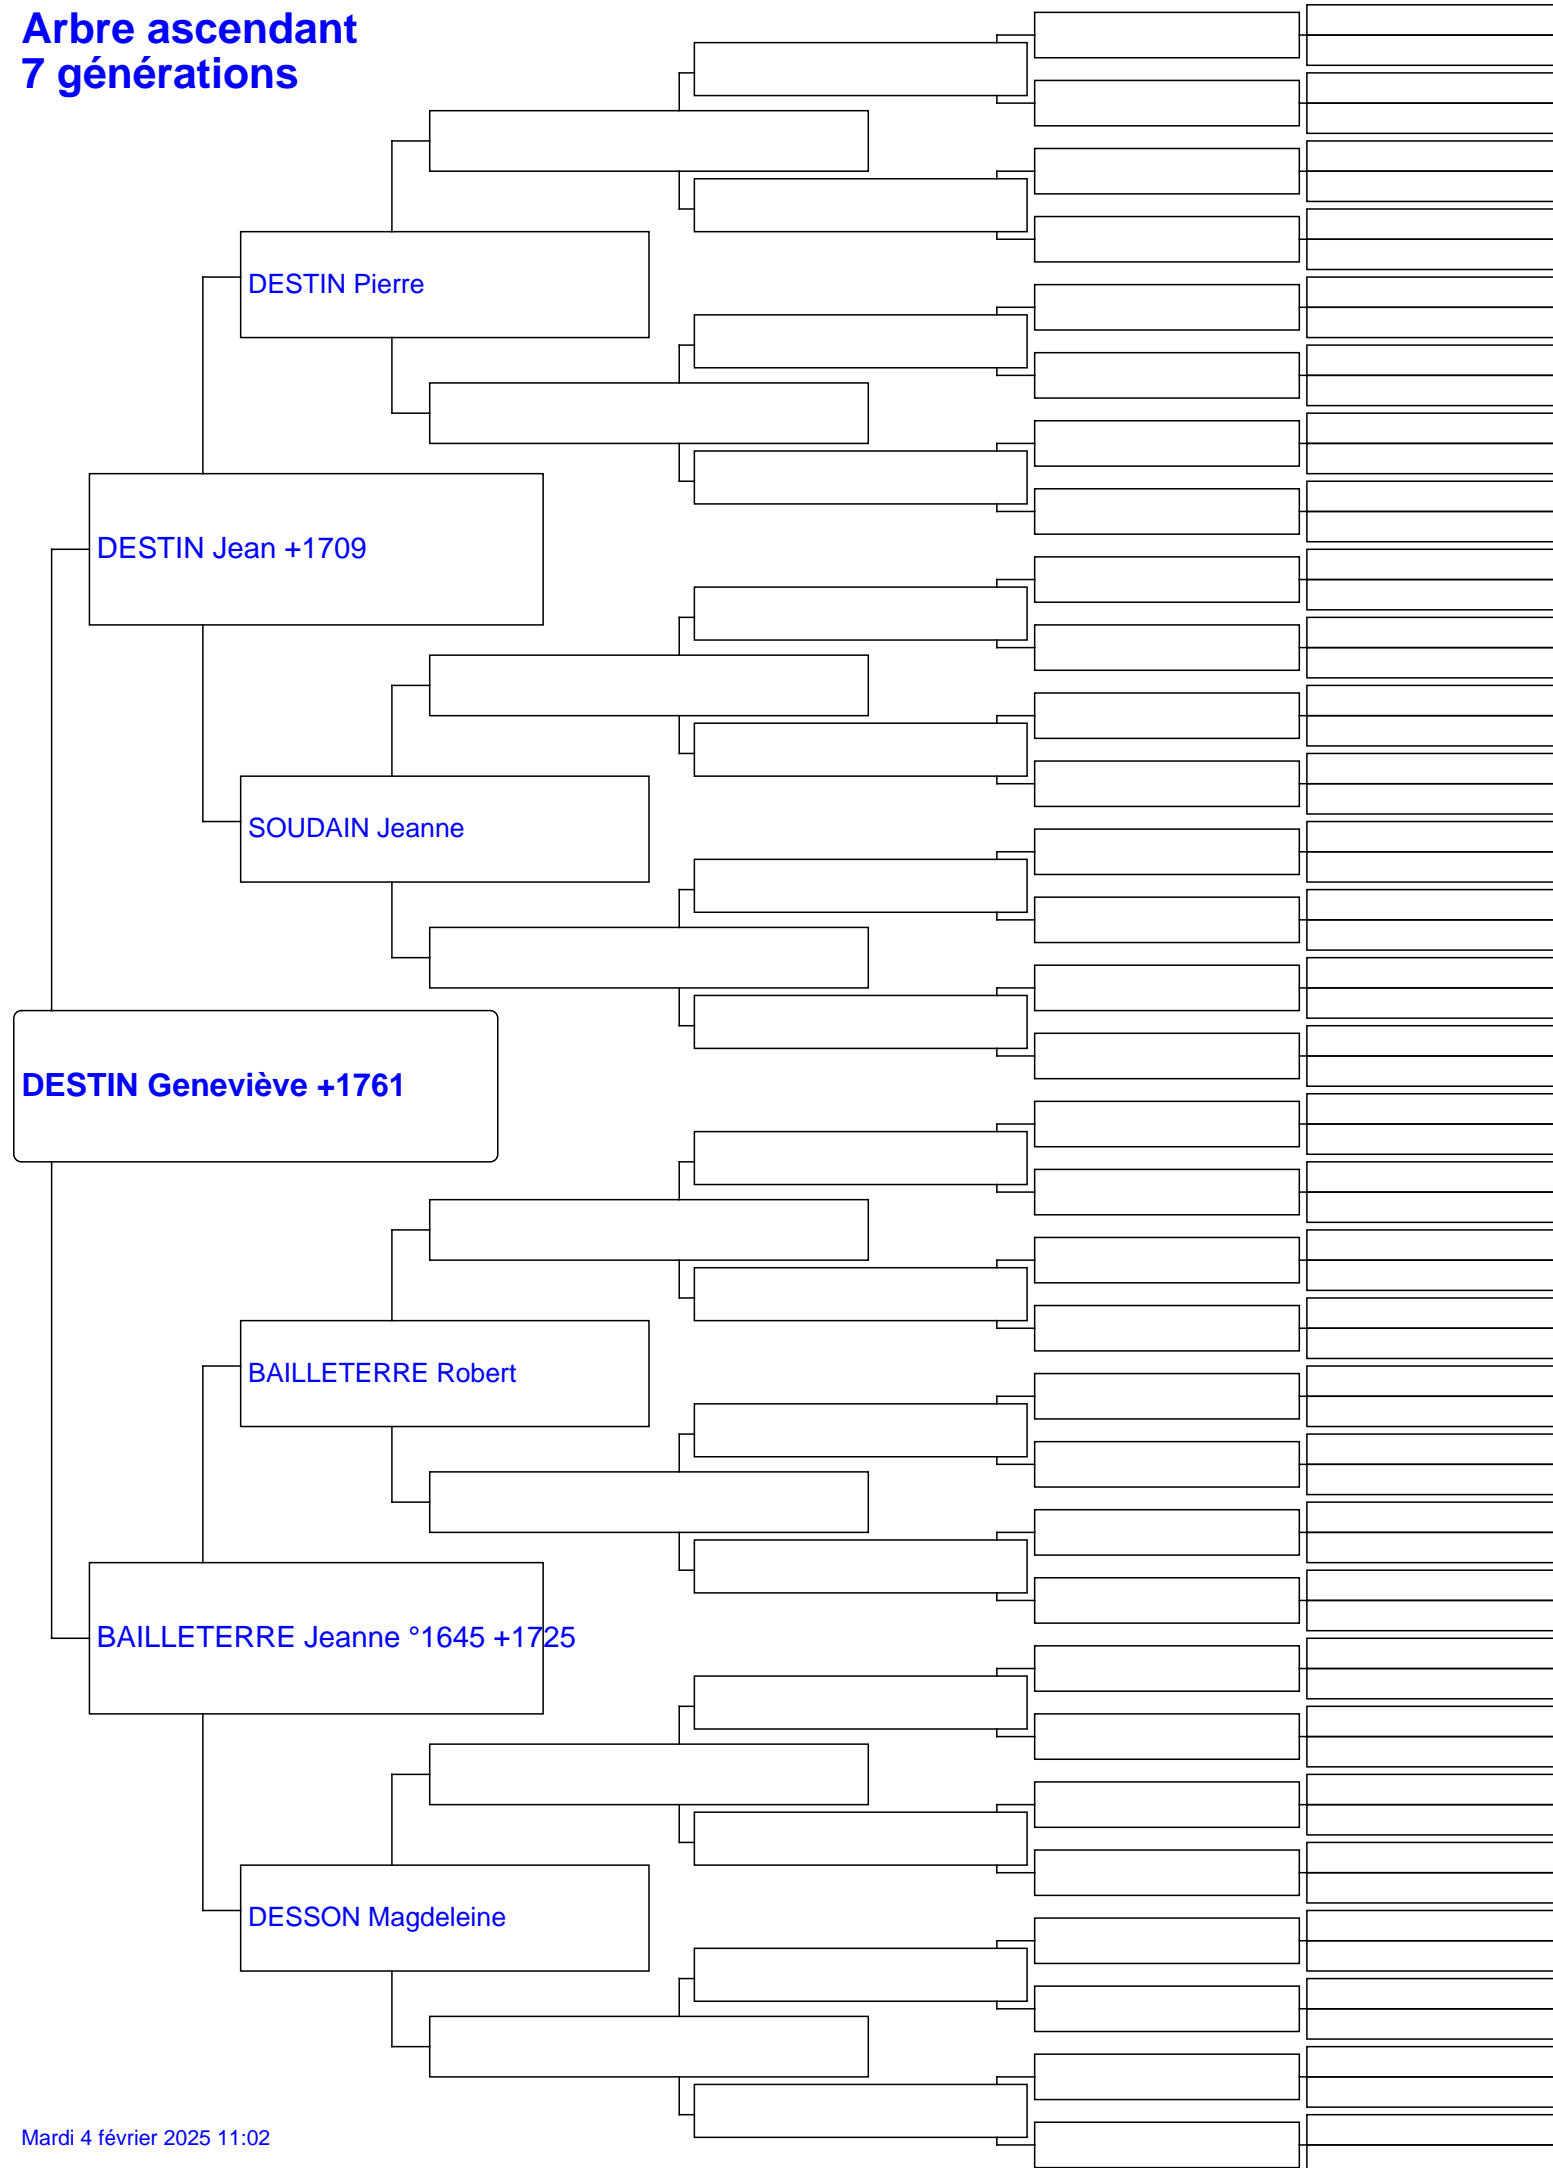 Arbre ascendant
7 générations
DESTIN Pierre
DESTIN Jean +1709
SOUDAIN Jeanne
DESTIN Geneviève +1761
BAILLETERRE Robert
BAILLETERRE Jeanne °1645 +1725
DESSON Magdeleine
Mardi 4 février 2025 11:02